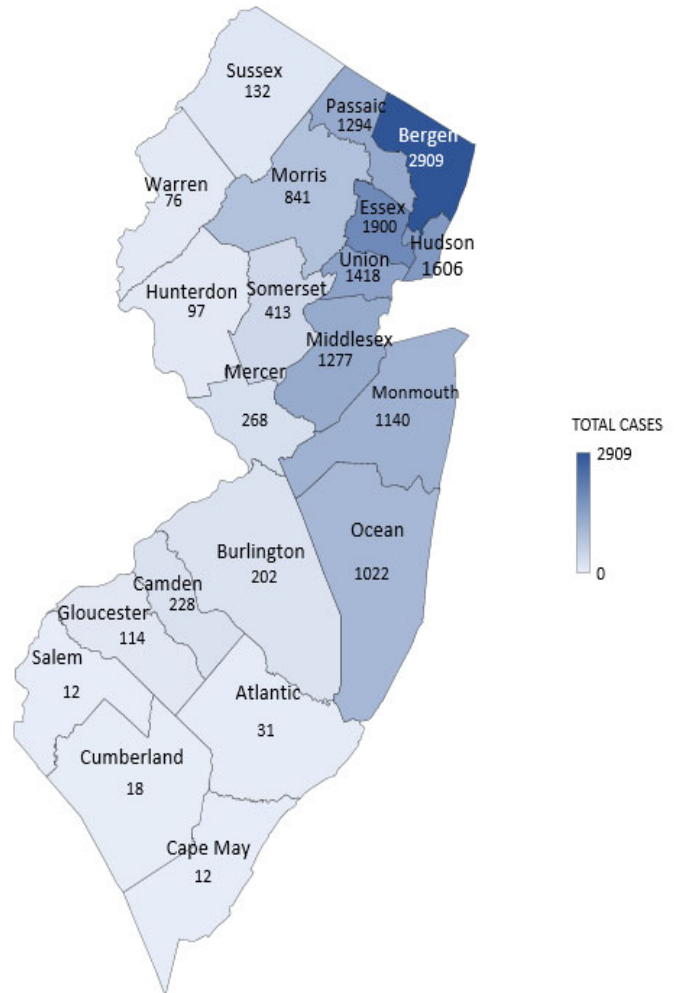 Sussex
132
Passaic
1294
Bergen
2909
Warren
76
Morris
841
Essex
1900
Hudson
1606
Union
1418
Hunterdon
97
Somerset
413
Middlesex
1277
Mercer
268
Monmouth
1140
TOTAL CASES
2909
0
Ocean
1022
Burlington
202
Camden
228
Gloucester
114
Salem
12
Atlantic
31
Cumberland
18
Cape May
12